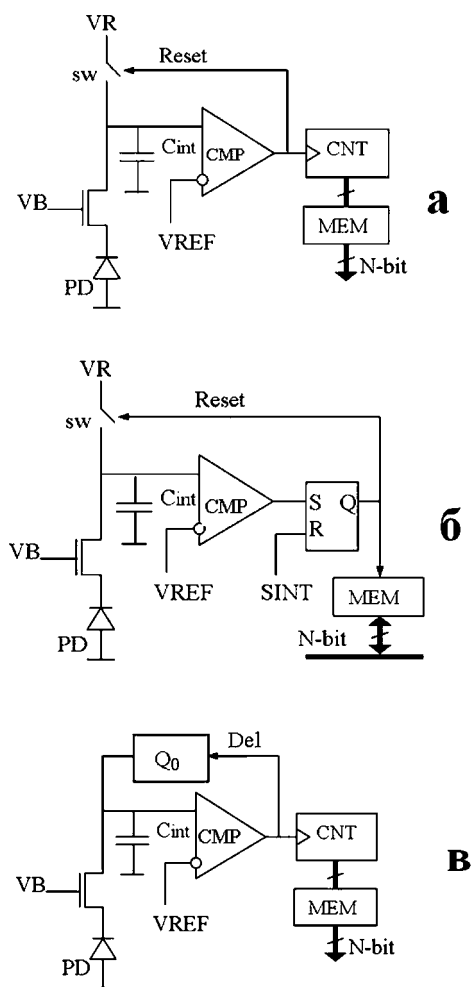 VR
sw
Reset
Cint
CMP
CNT
VB
VREF
MEM
PD
N-bit
а
VR
sw
Reset
Cint
CMP
S Q
R
VB
VREF
SINT
MEM
PD
N-bit
б
Q0
Del
Cint
CMP
CNT
VB
VREF
MEM
PD
N-bit
в